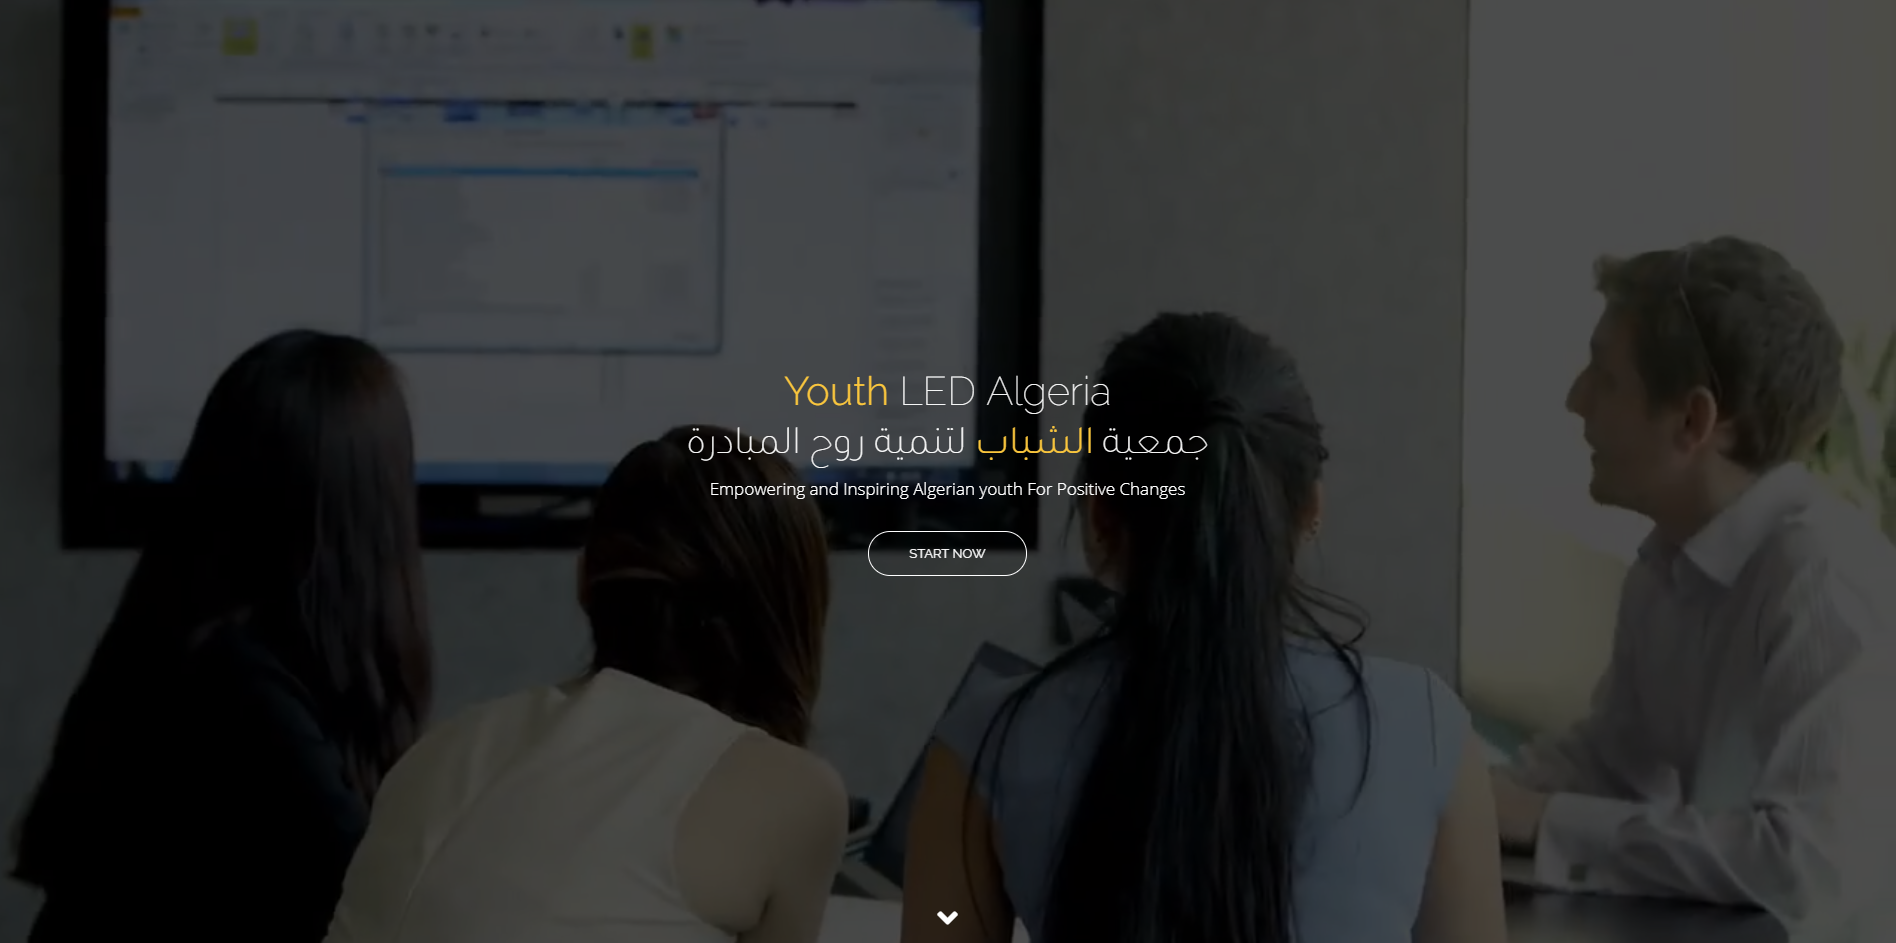 Youth LED Algeria
جمعية الشباب لتنمية روح المبادرة
Empowering and Inspiring Algerian youth For Positive Changes
START NOW